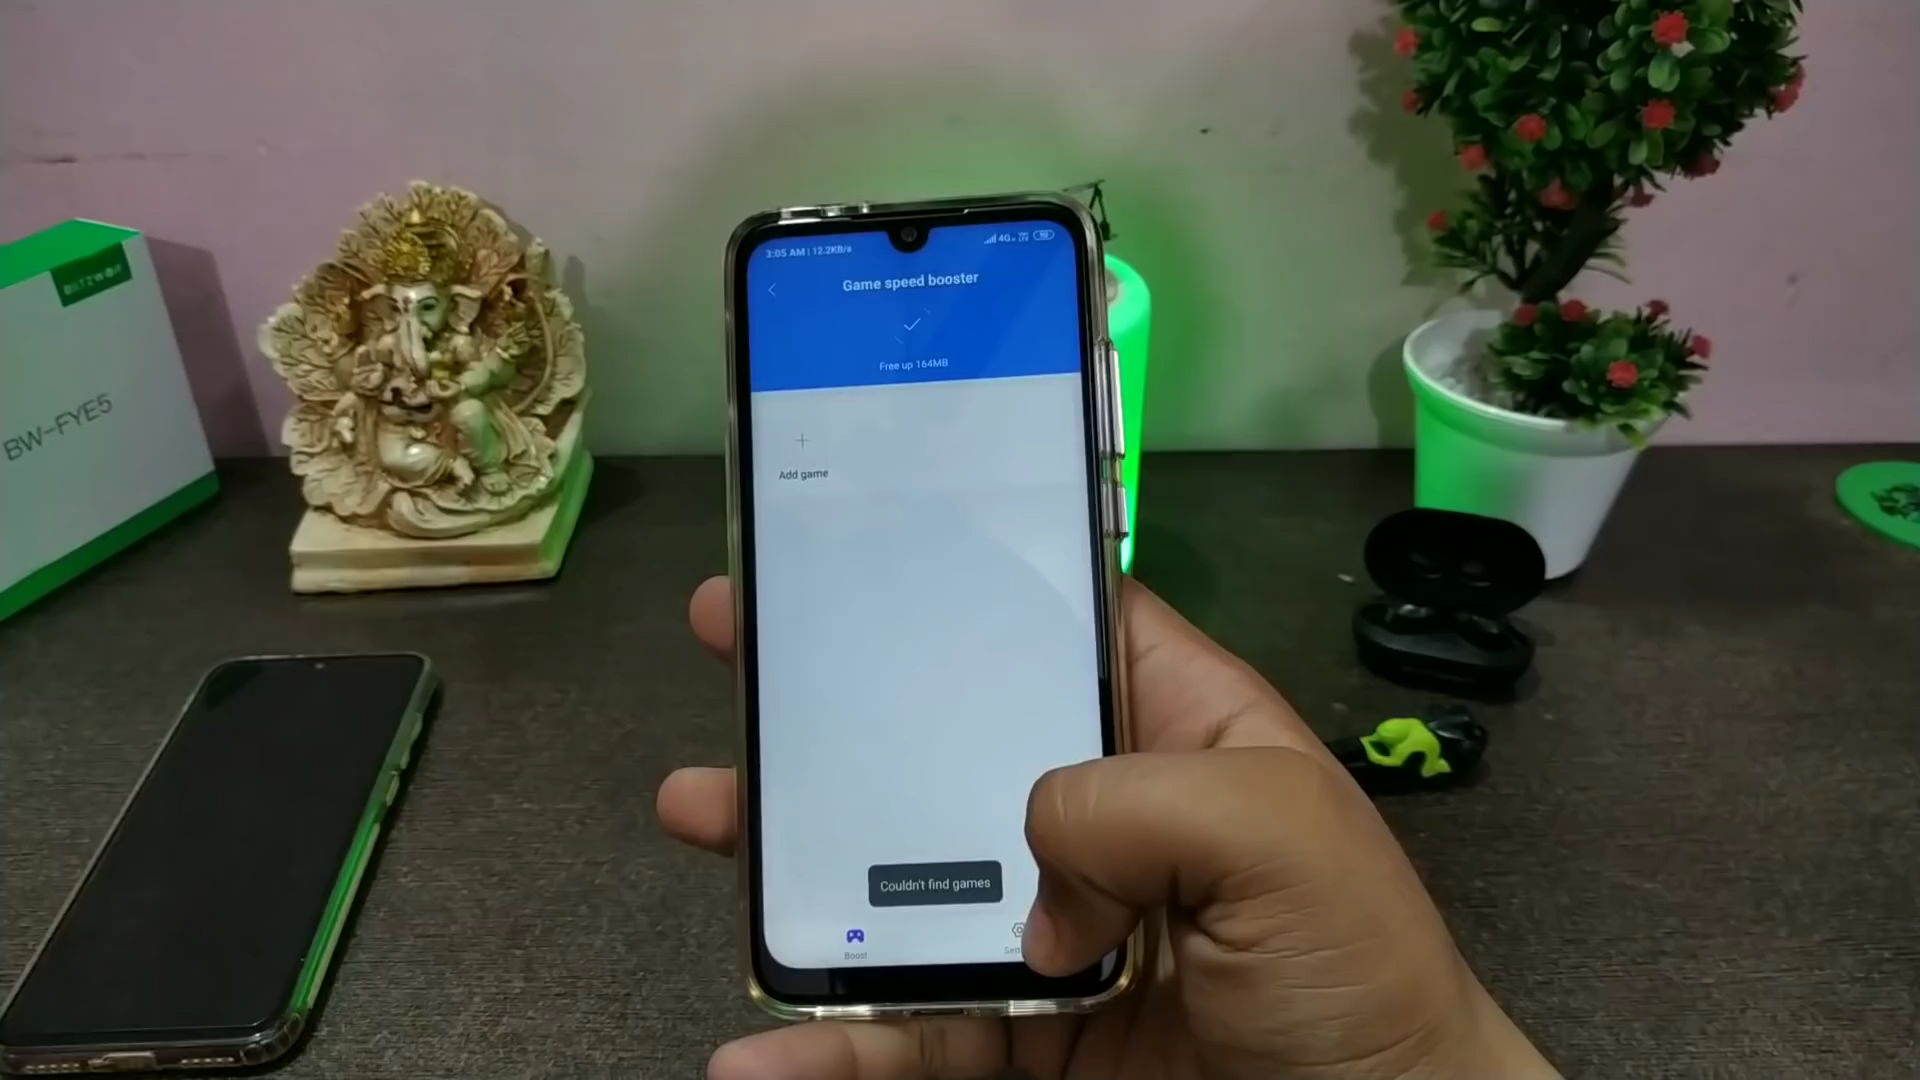 BLITZWOLF
BW-FYE5
3:05 AM | 12.2KB/s
4G
Game speed booster
Free up 164MB
Add game
Couldn't find games
Boost